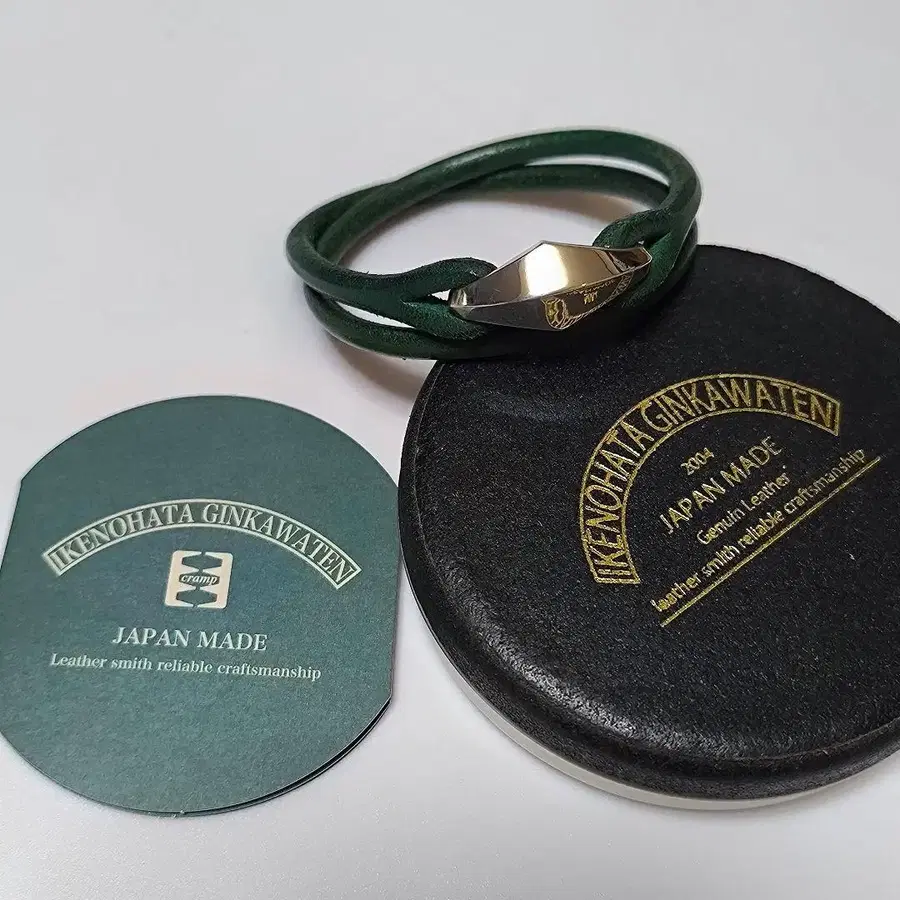 IKENOHATA GINKAWATEN
cramp
JAPAN MADE
Leather smith reliable craftsmanship
IKENOHATA GINKAWATEN
2004
JAPAN MADE
Genuin Leather
leather smith reliable craftsmanship